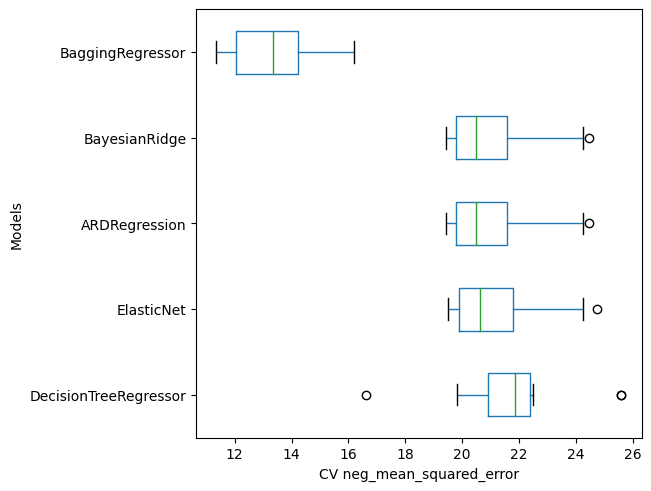 BaggingRegressor
BayesianRidge
ARDRegression
ElasticNet
DecisionTreeRegressor
Models
12 14 16 18 20 22 24 26
CV neg_mean_squared_error